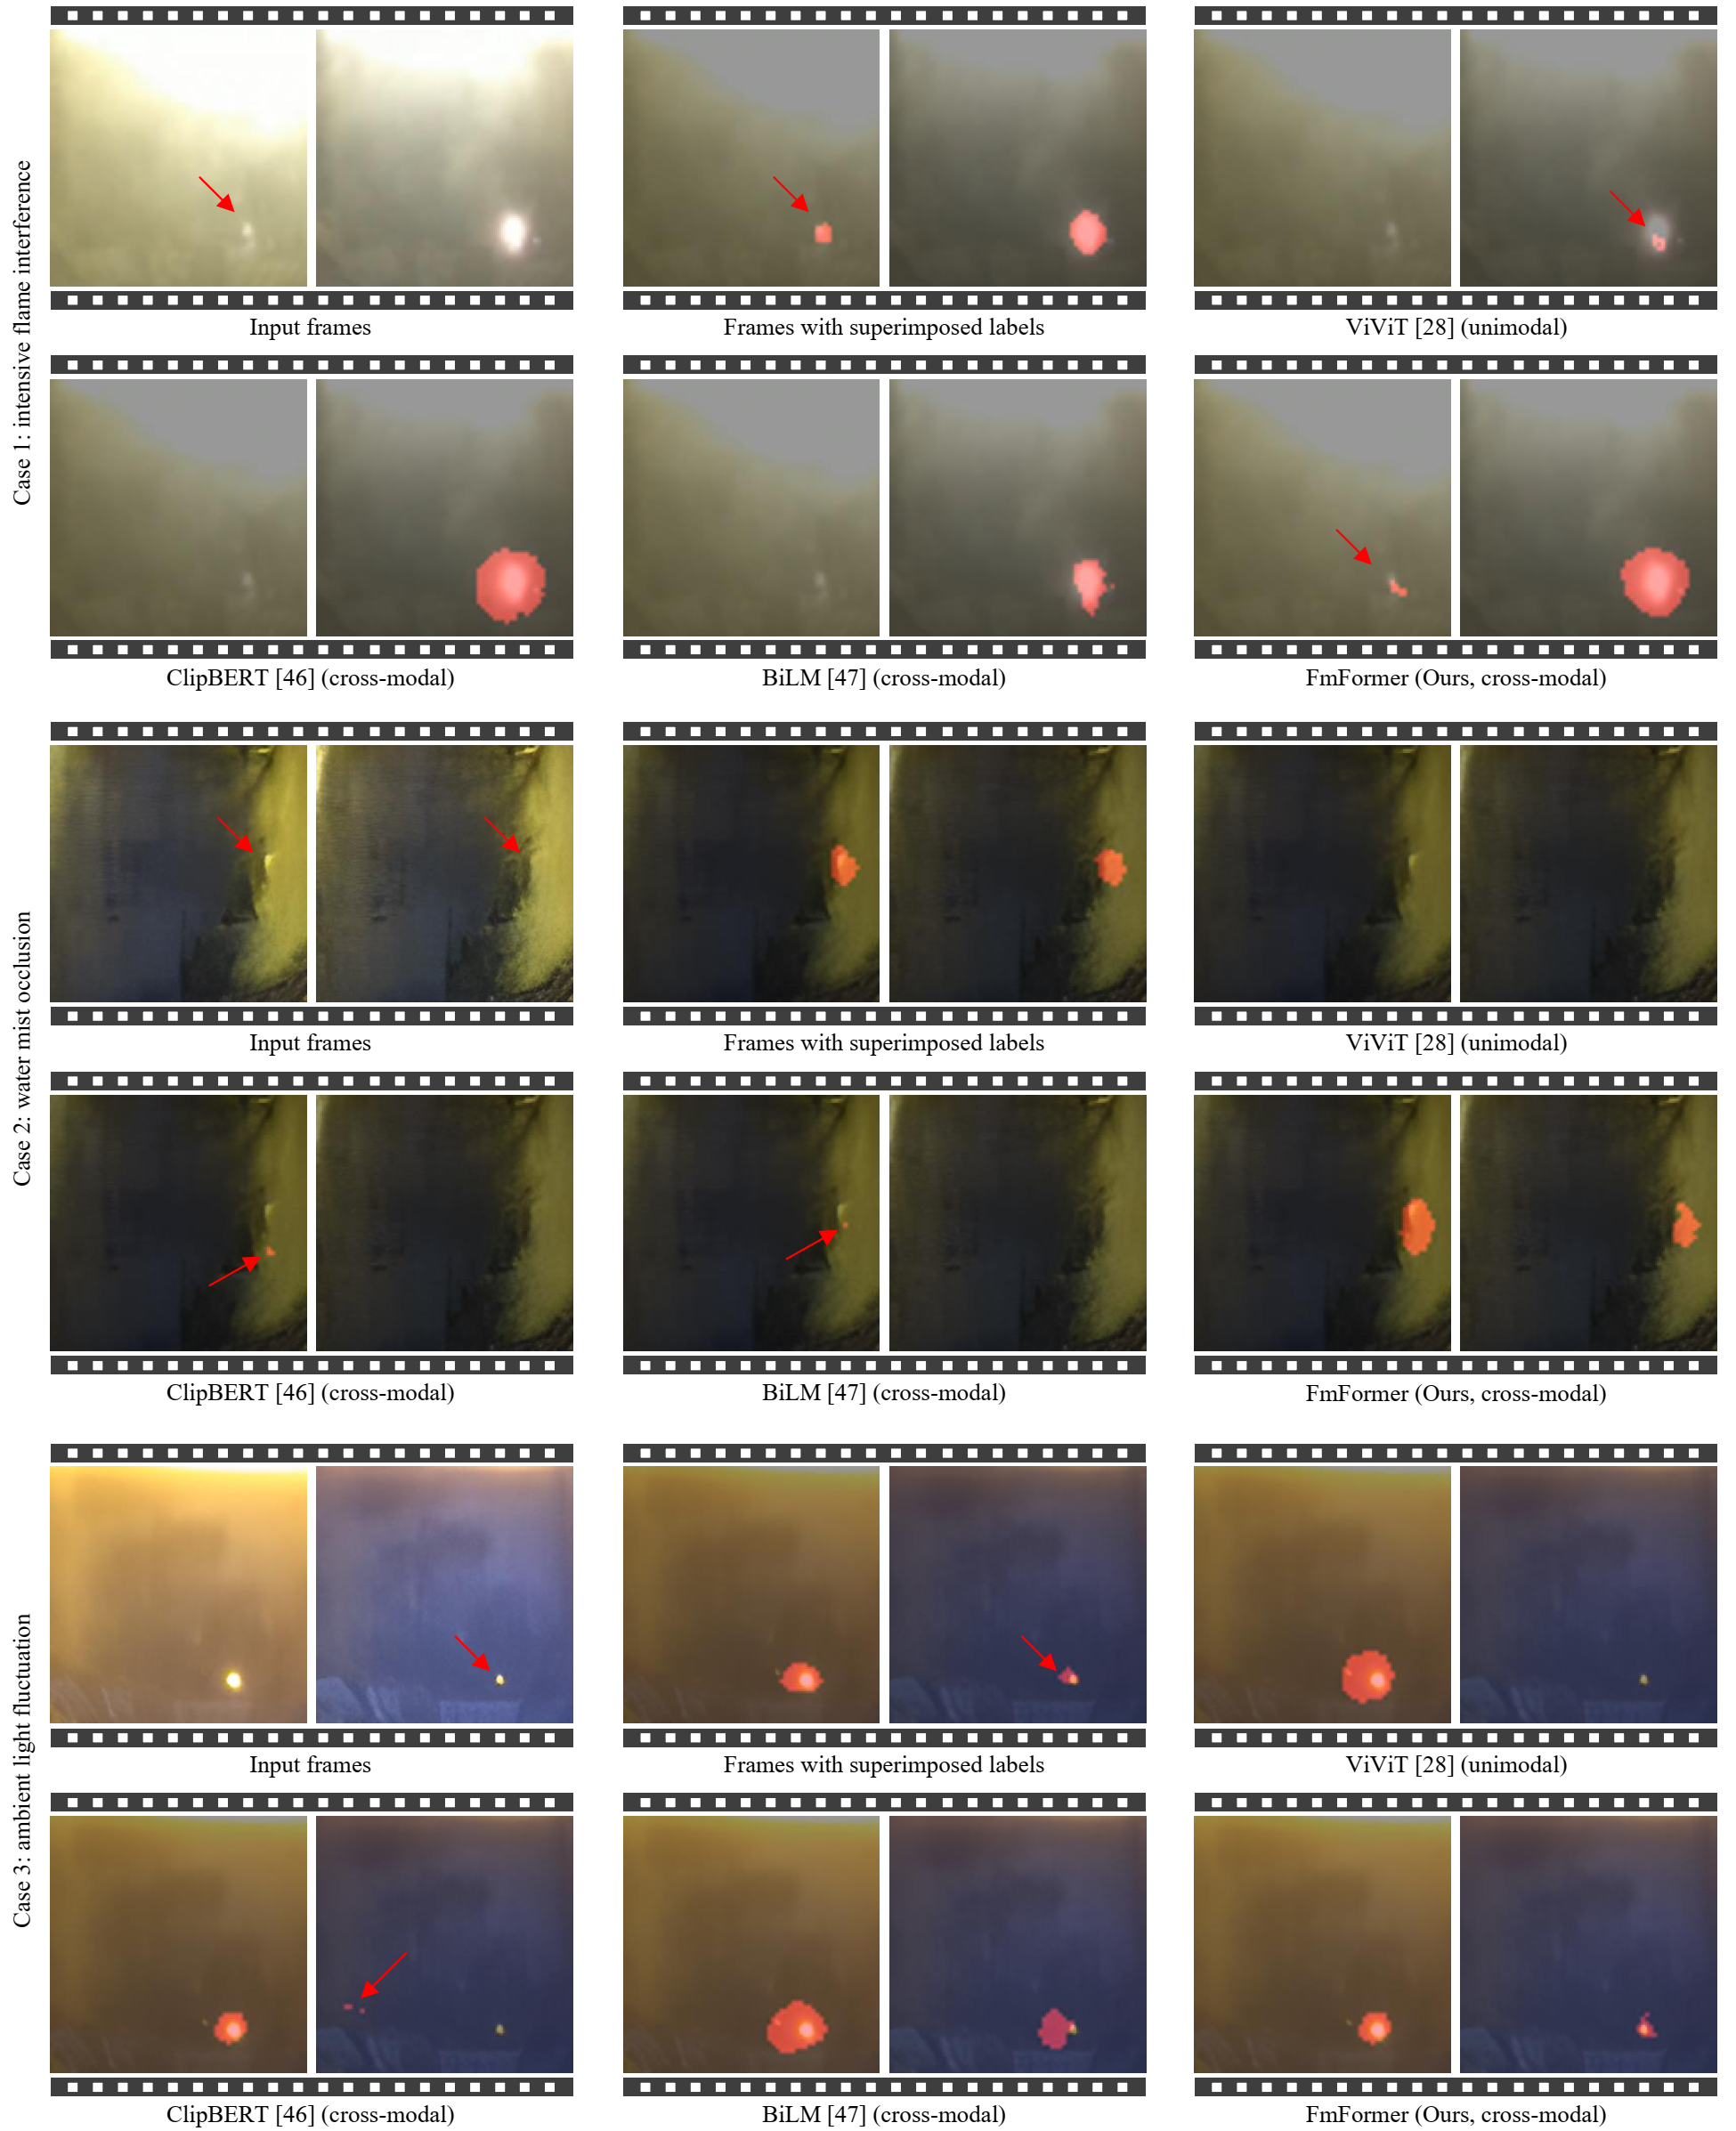 Case 1: intensive flame interference
Input frames
Frames with superimposed labels
ViViT [28] (unimodal)
ClipBERT [46] (cross-modal)
BiLM [47] (cross-modal)
FmFormer (Ours, cross-modal)
Case 2: water mist occlusion
Input frames
Frames with superimposed labels
ViViT [28] (unimodal)
ClipBERT [46] (cross-modal)
BiLM [47] (cross-modal)
FmFormer (Ours, cross-modal)
Case 3: ambient light fluctuation
Input frames
Frames with superimposed labels
ViViT [28] (unimodal)
ClipBERT [46] (cross-modal)
BiLM [47] (cross-modal)
FmFormer (Ours, cross-modal)